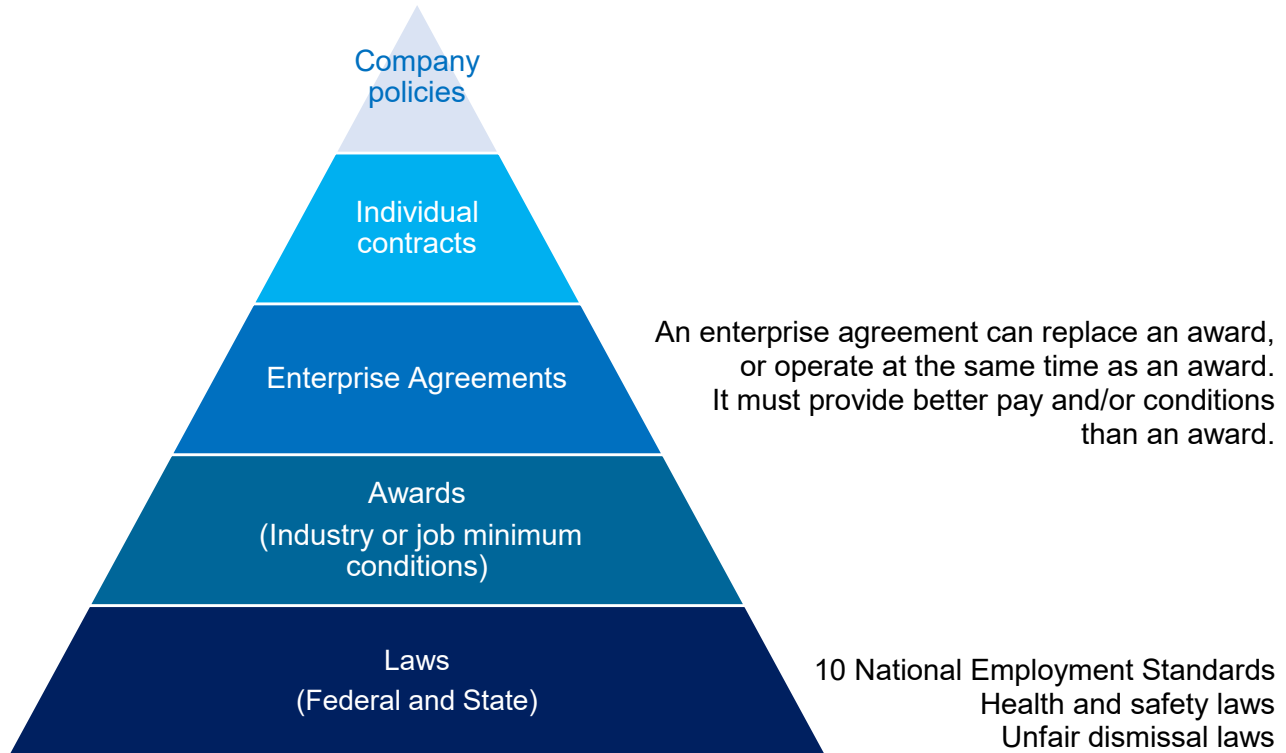 Company
policies
Individual
contracts
An enterprise agreement can replace an award,
or operate at the same time as an award.
It must provide better pay and/or conditions
than an award.
Enterprise Agreements
Awards
(Industry or job minimum
conditions)
Laws
(Federal and State)
10 National Employment Standards
Health and safety laws
Unfair dismissal laws